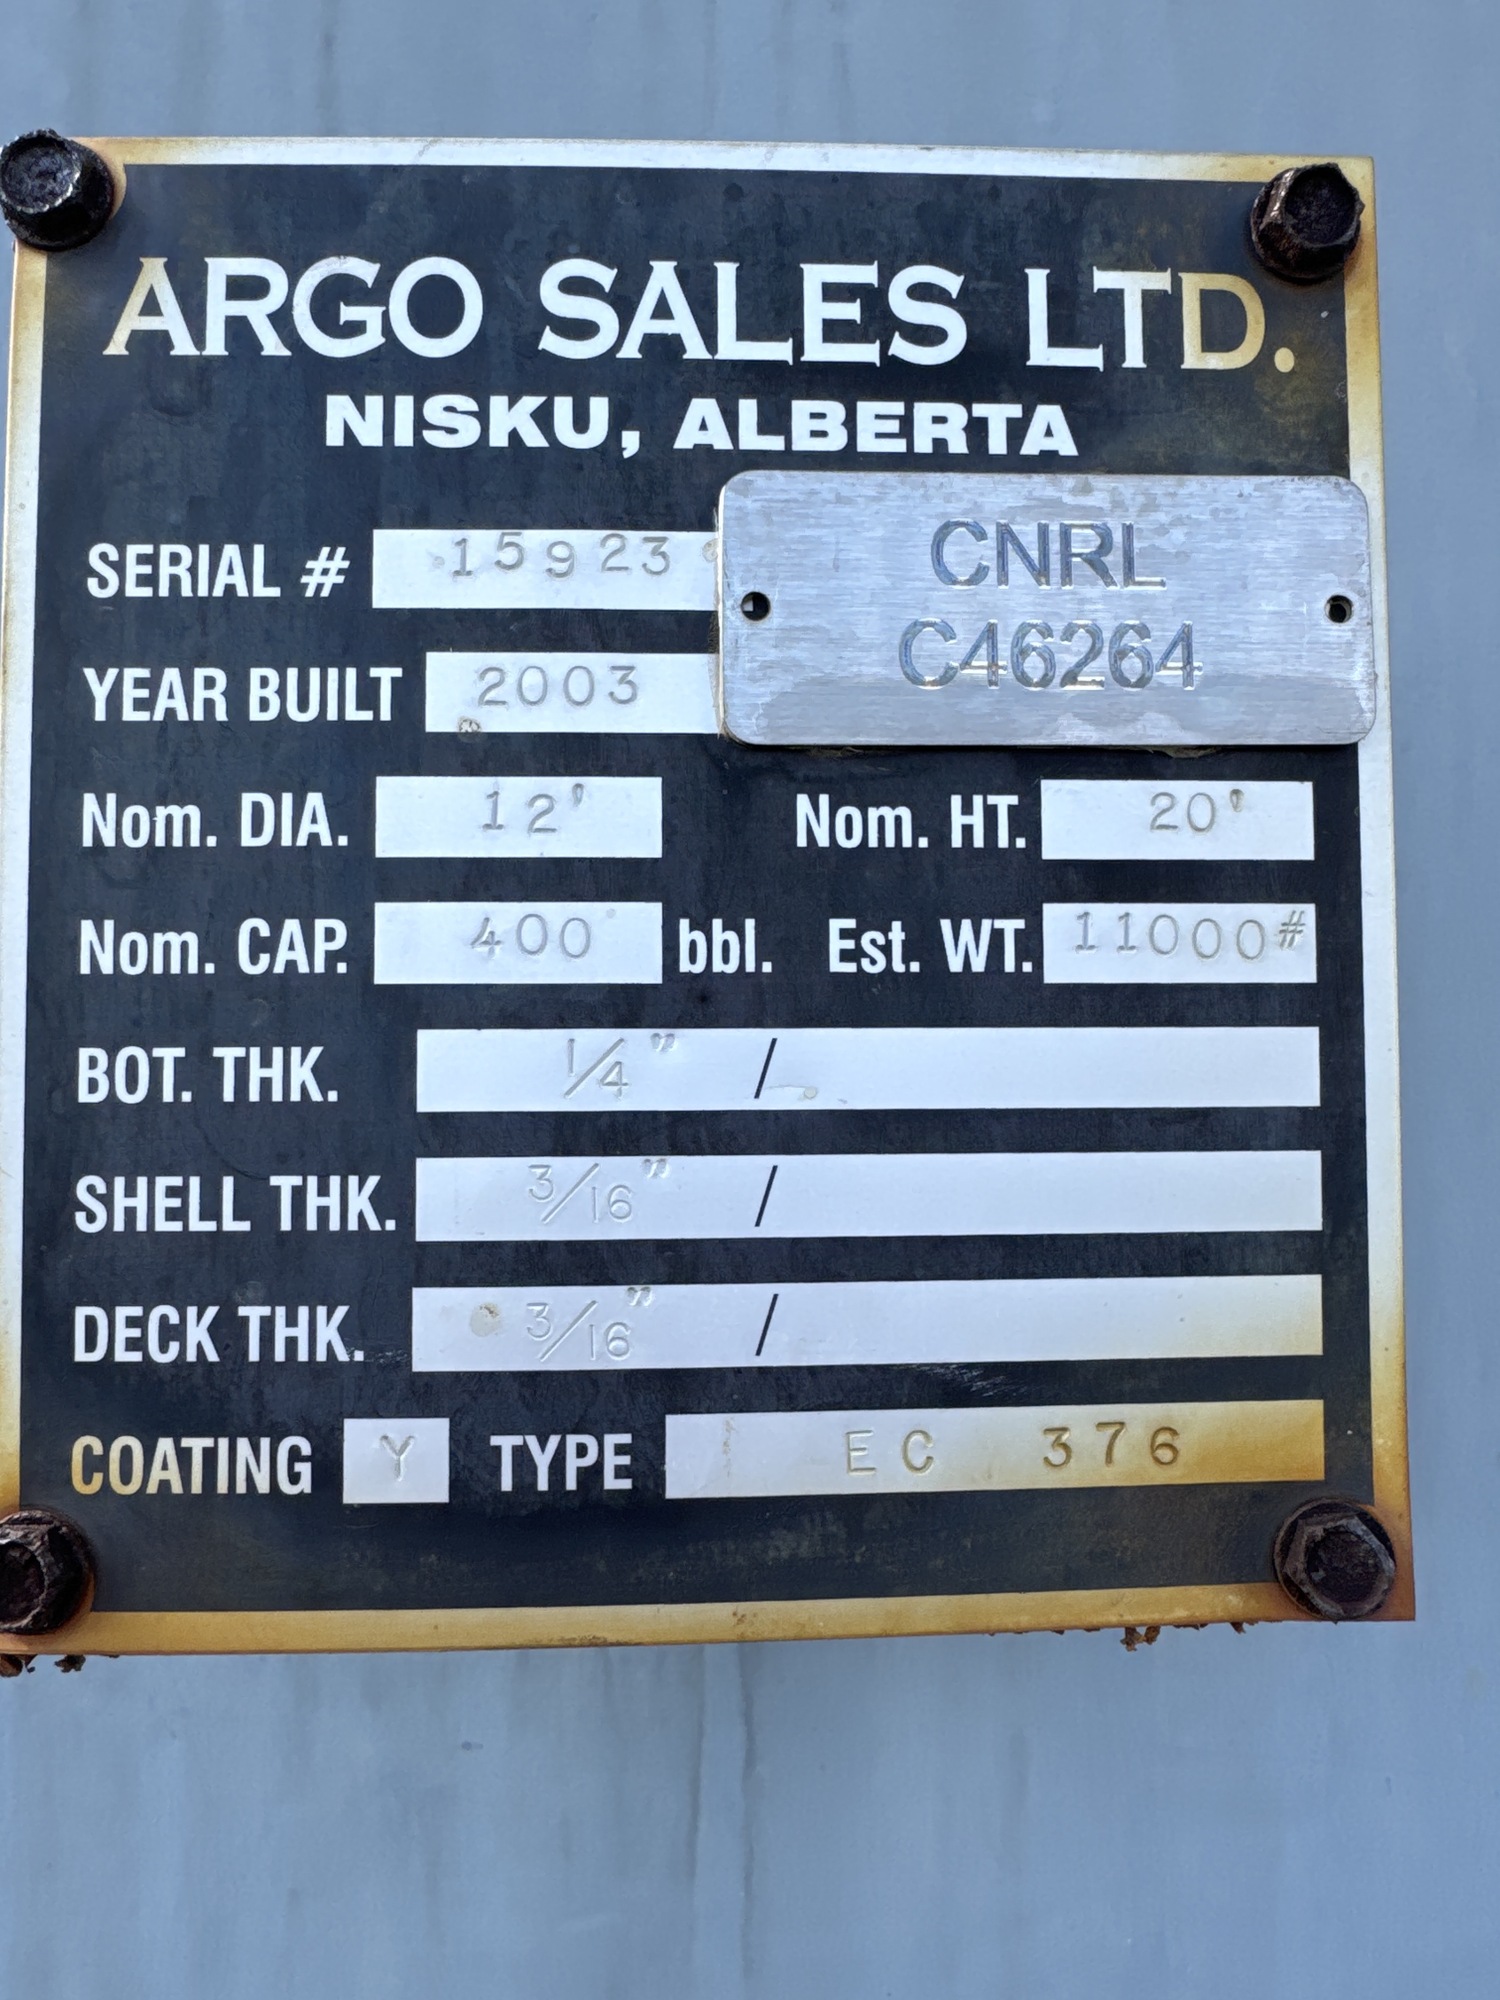 ARGO SALES LTD.
NISKU, ALBERTA
SERIAL # 15923
CNRL
C46264
YEAR BUILT 2003
Nom. DIA. 12' Nom. HT. 20'
Nom. CAP. 400 bbl. Est. WT. 11000#
BOT. THK. 1/4" /
SHELL THK. 3/16" /
DECK THK. 3/16" /
COATING Y TYPE EC 376